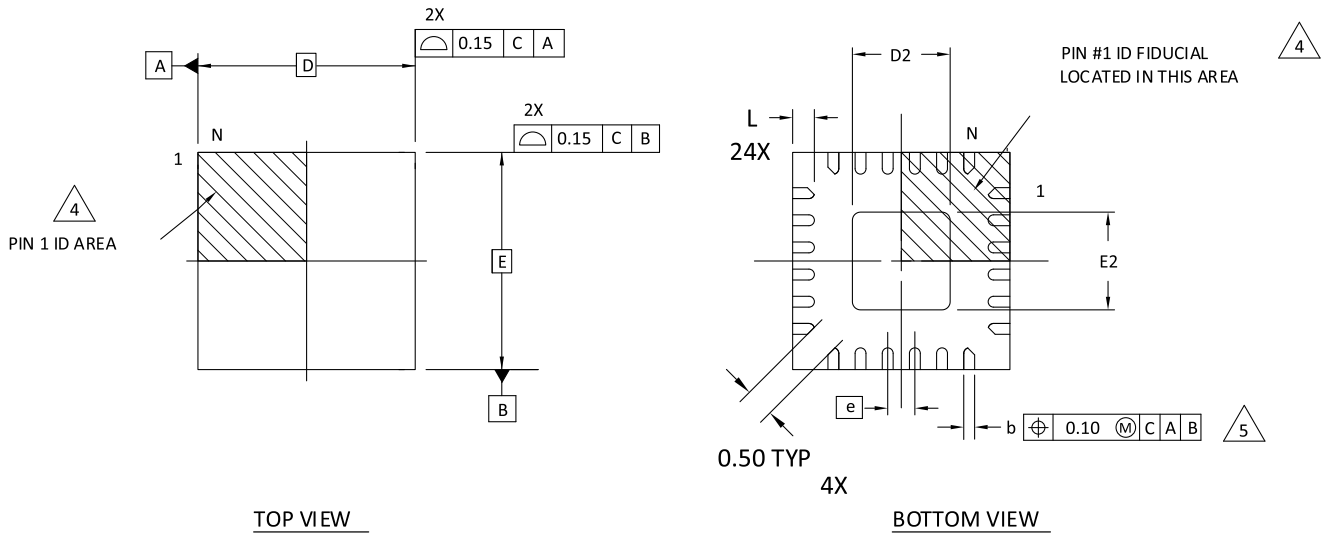 2X
0.15 C A
A
D
2X
0.15 C B
N
1
4
PIN 1 ID AREA
E
B
TOP VIEW
D2
PIN #1 ID FIDUCIAL
LOCATED IN THIS AREA
4
L
24X
N
1
E2
e
b
0.10 M C A B
5
0.50 TYP
4X
BOTTOM VIEW